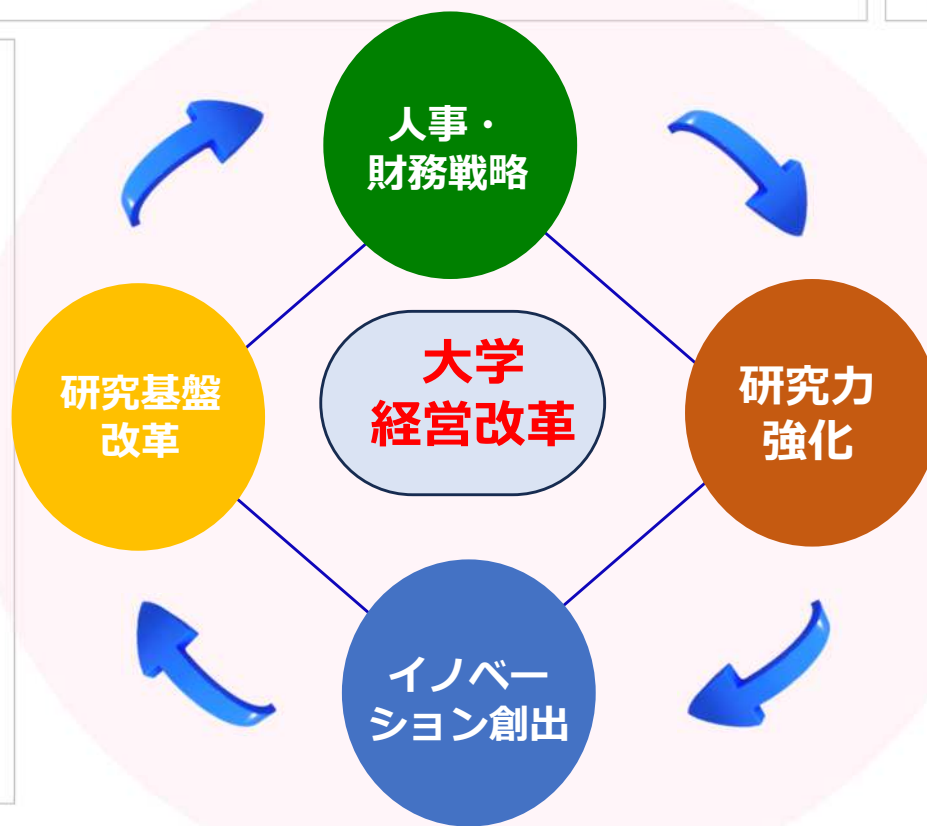 人事・
財務戦略
研究基盤
改革
大学
経営改革
研究力
強化
イノベー
ション創出